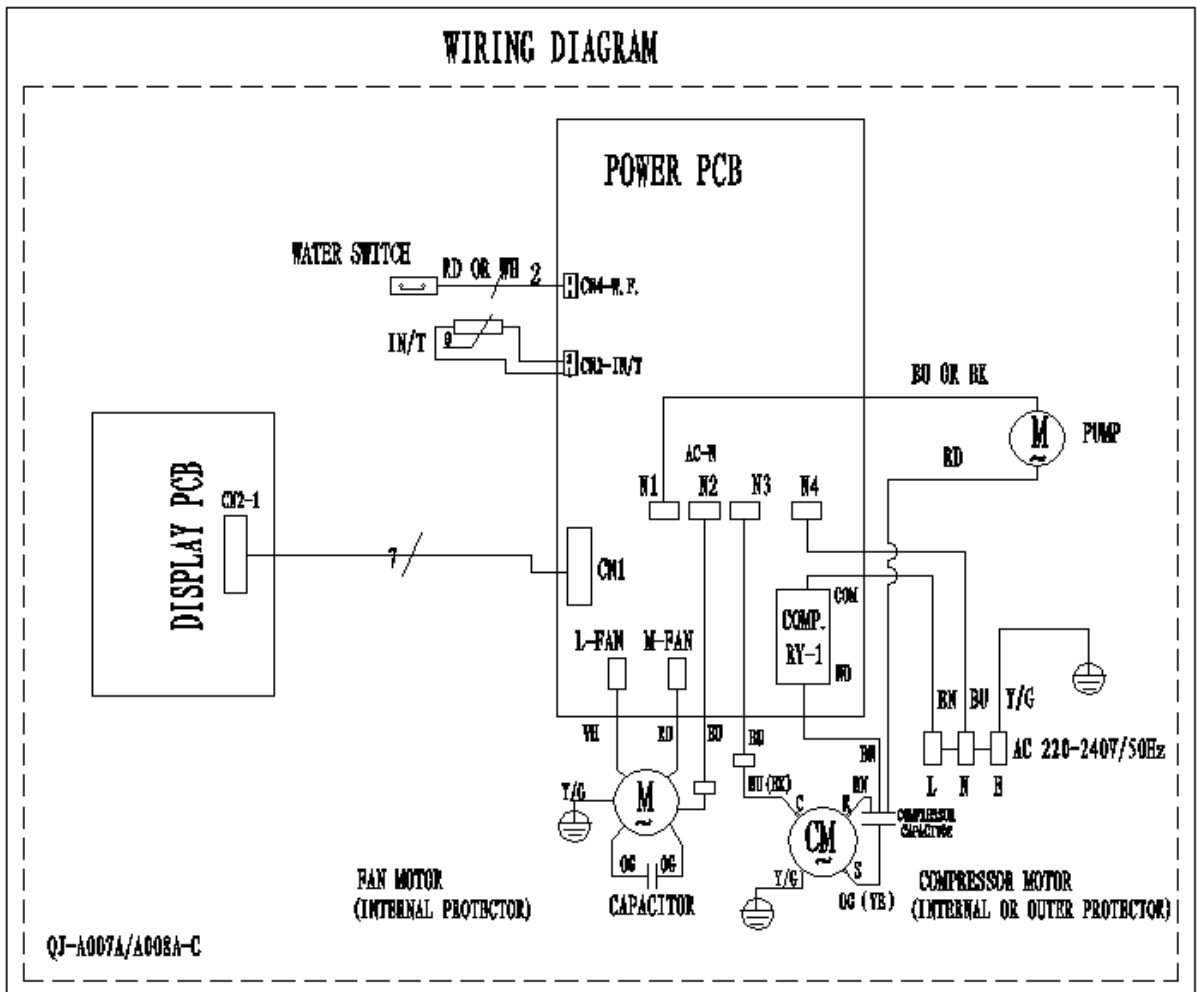 WIRING DIAGRAM
POWER PCB
WATER SWITCH
RD OR WH 2
CN4-W.F.
IN/T
θ
CN2-IN/T
BU OR BK
M
~
PUMP
RD
DISPLAY PCB
CN2-1
7
CN1
AC-N
N1
N2
N3
N4
COM
COMP.
RY-1
NO
L-FAN
M-FAN
WH
RD
BU
BU
BN
BN
BU
Y/G
AC 220-240V/50Hz
L
N
E
BU(BK)
BN
C
R
S
CM
~
COMPRESSOR
CAPACITOR
Y/G
M
~
OG
OG
CAPACITOR
Y/G
OG(YE)
FAN MOTOR
(INTERNAL PROTECTOR)
COMPRESSOR MOTOR
(INTERNAL OR OUTER PROTECTOR)
QJ-A007A/A008A-C